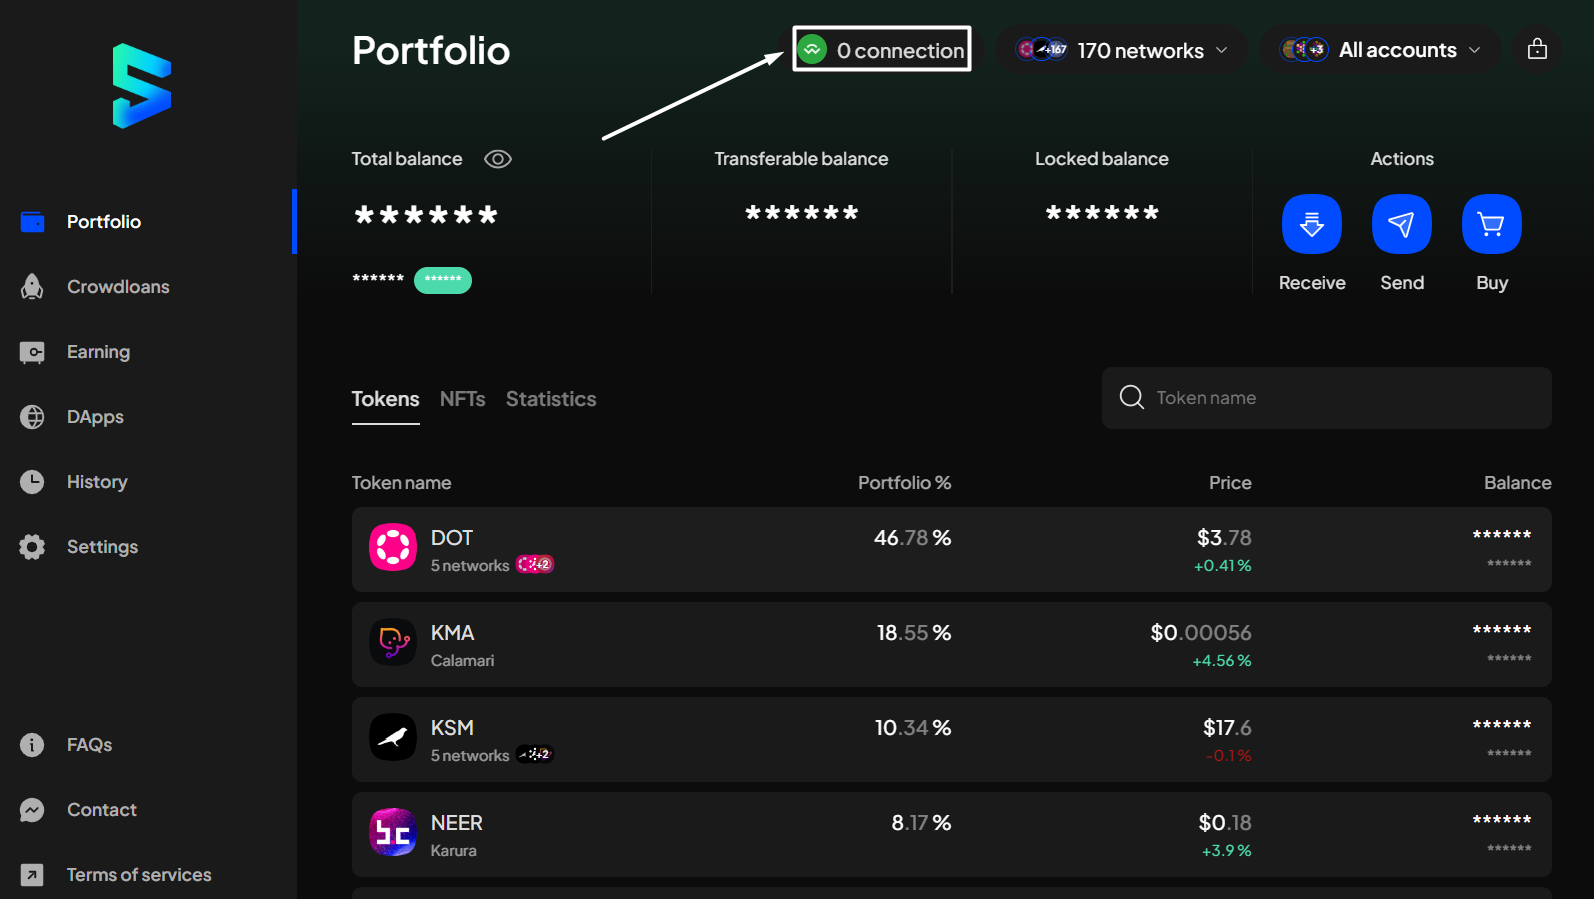 Portfolio
0 connection
+167
170 networks
+3
All accounts
Total balance
******
******
******
Transferable balance
******
Locked balance
******
Actions
Receive
Send
Buy
Portfolio
Crowdloans
Earning
DApps
History
Settings
FAQs
Contact
Terms of services
Tokens
NFTs
Statistics
Token name
Token name
Portfolio %
Price
Balance
DOT
5 networks
+2
46.78 %
$3.78
+0.41 %
******
******
KMA
Calamari
18.55 %
$0.00056
+4.56 %
******
******
KSM
5 networks
+2
10.34 %
$17.6
-0.1 %
******
******
NEER
Karura
8.17 %
$0.18
+3.9 %
******
******